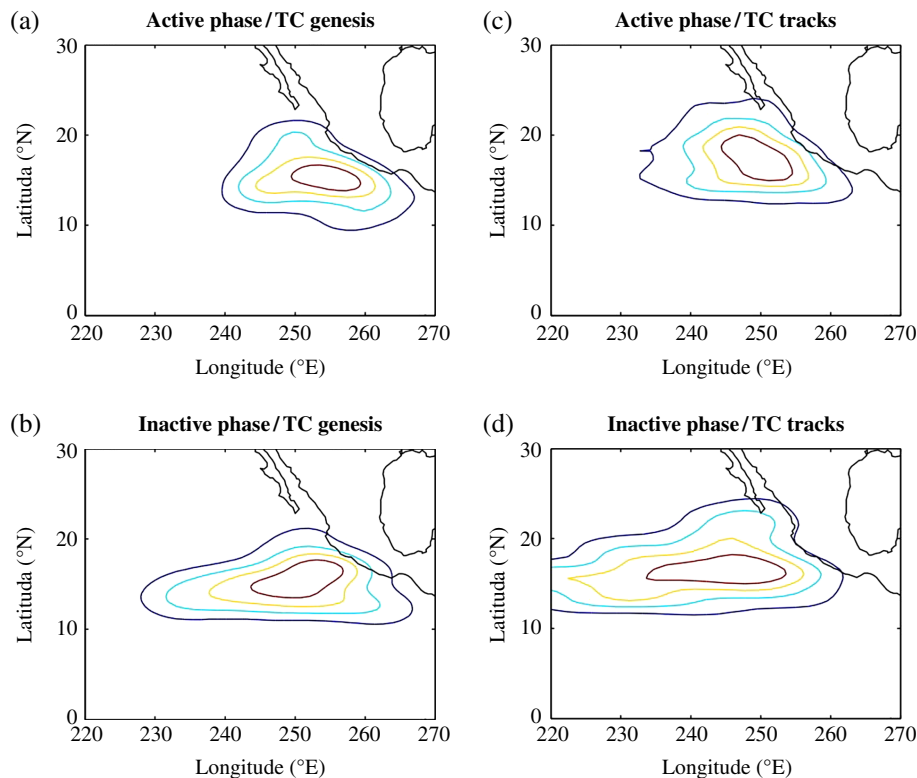 (a)
Active phase/TC genesis
30
20
10
0
Latituda (°N)
220 230 240 250 260 270
Longitude (°E)
(c)
Active phase/TC tracks
30
20
10
0
Latituda (°N)
220 230 240 250 260 270
Longitude (°E)
(b)
Inactive phase/TC genesis
30
20
10
0
Latituda (°N)
220 230 240 250 260 270
Longitude (°E)
(d)
Inactive phase/TC tracks
30
20
10
0
Latituda (°N)
220 230 240 250 260 270
Longitude (°E)